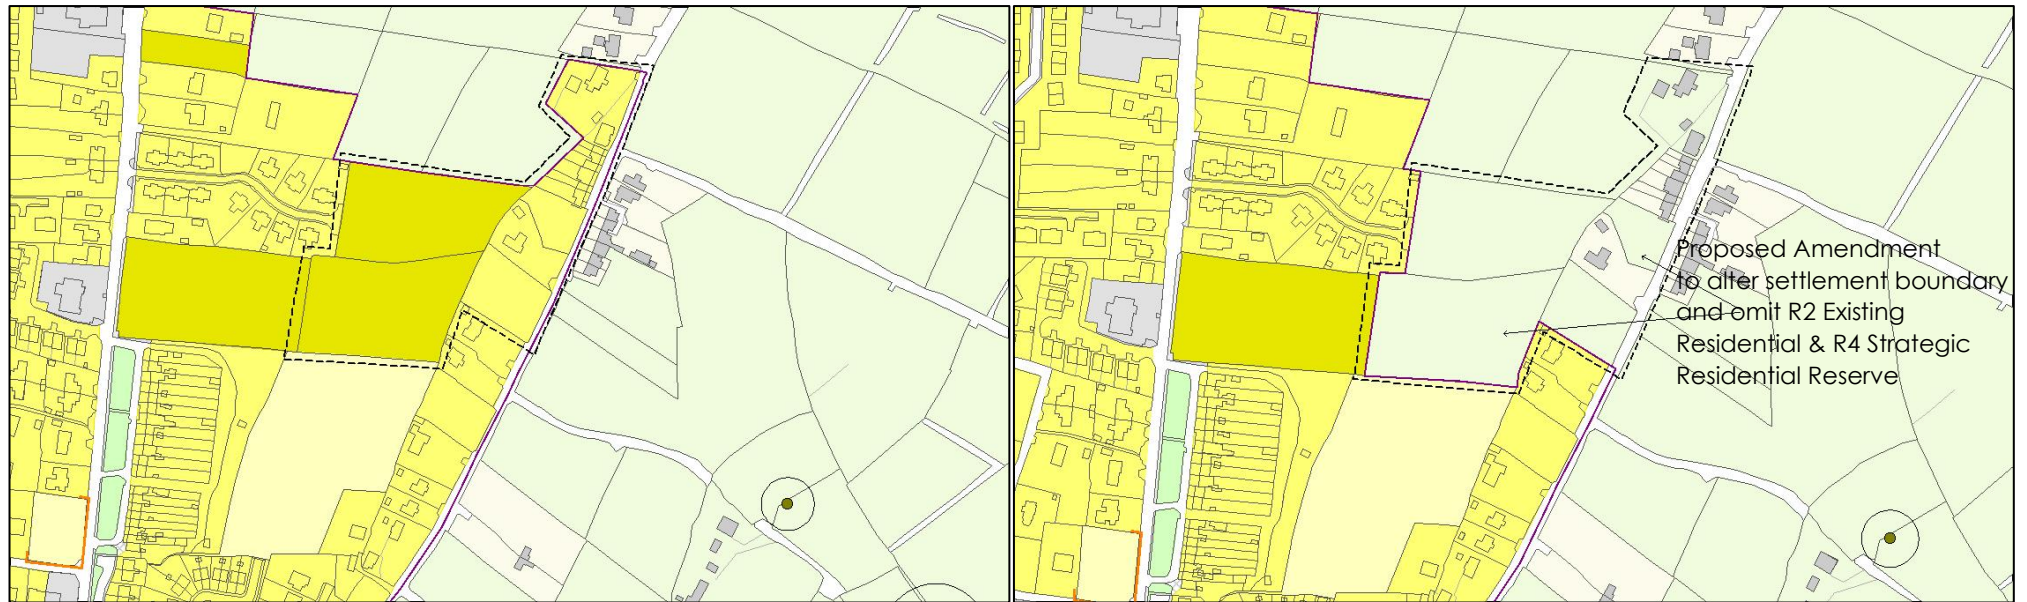 Proposed Amendment
to alter settlement boundary
and omit R2 Existing
Residential & R4 Strategic
Residential Reserve